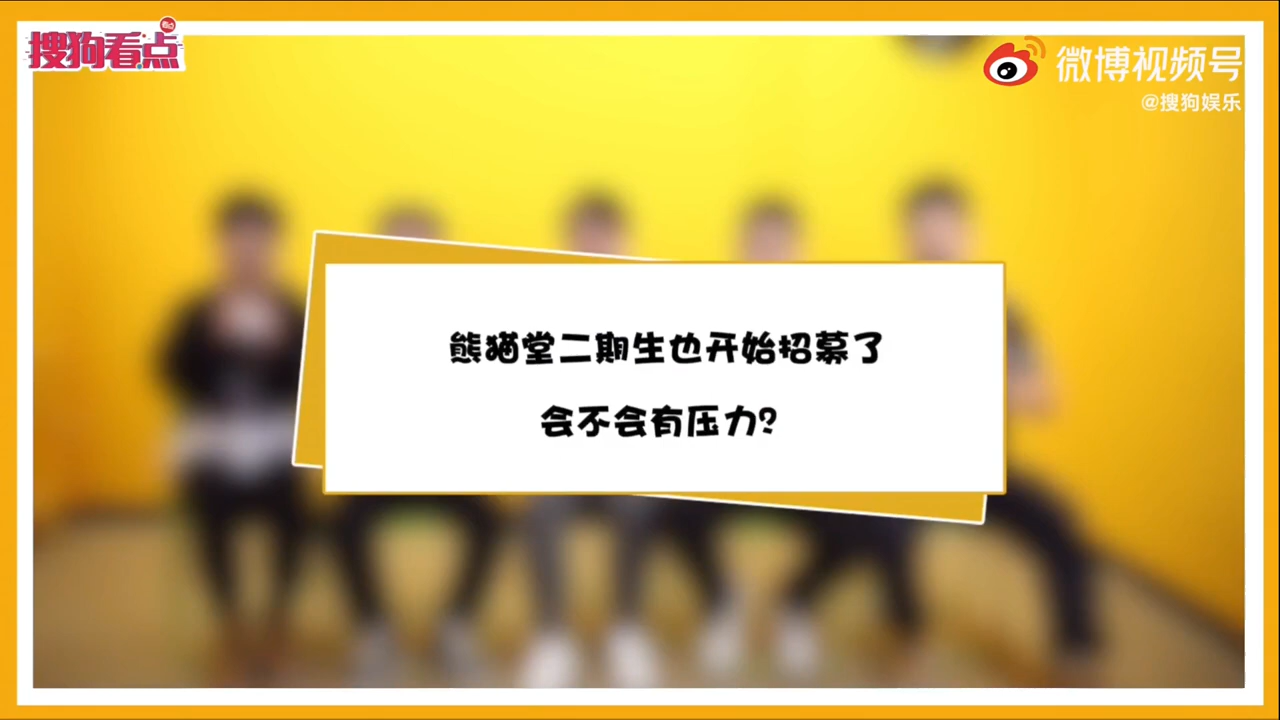 搜狗看点
微博视频号
@搜狗娱乐
熊猫堂二期生也开始招募了
会不会有压力？